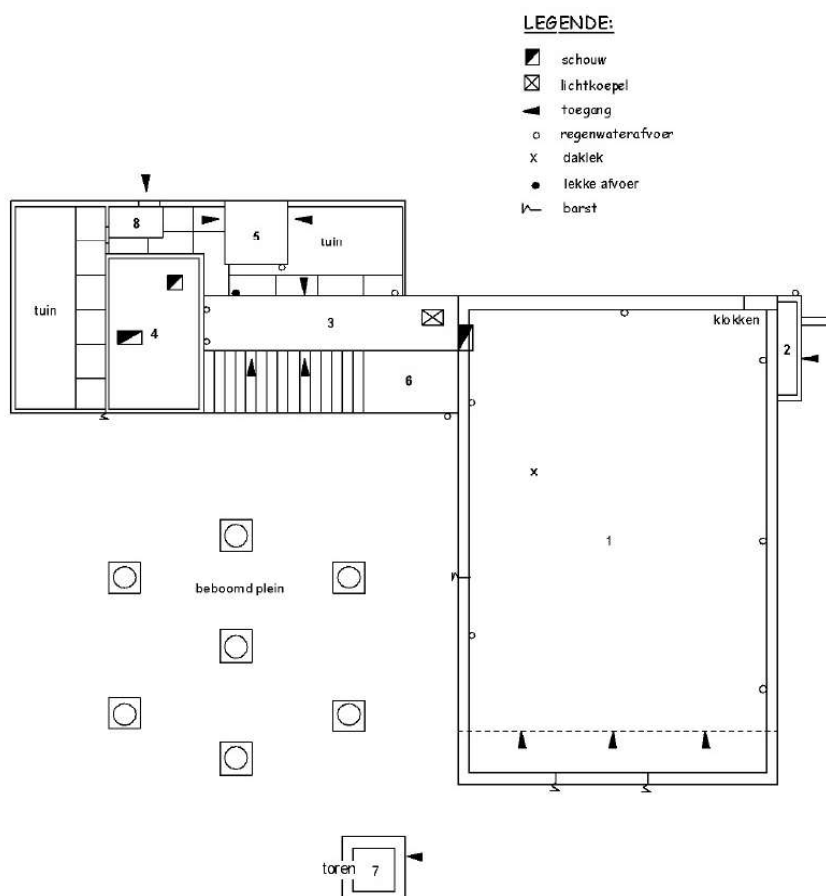 LEGENDE:
schouw
lichtkoepel
toegang
regenwaterafvoer
x daklek
lekke afvoer
barst
8
5
tuin
tuin
4
3
klokken
2
6
x
1
beboomd plein
toren 7